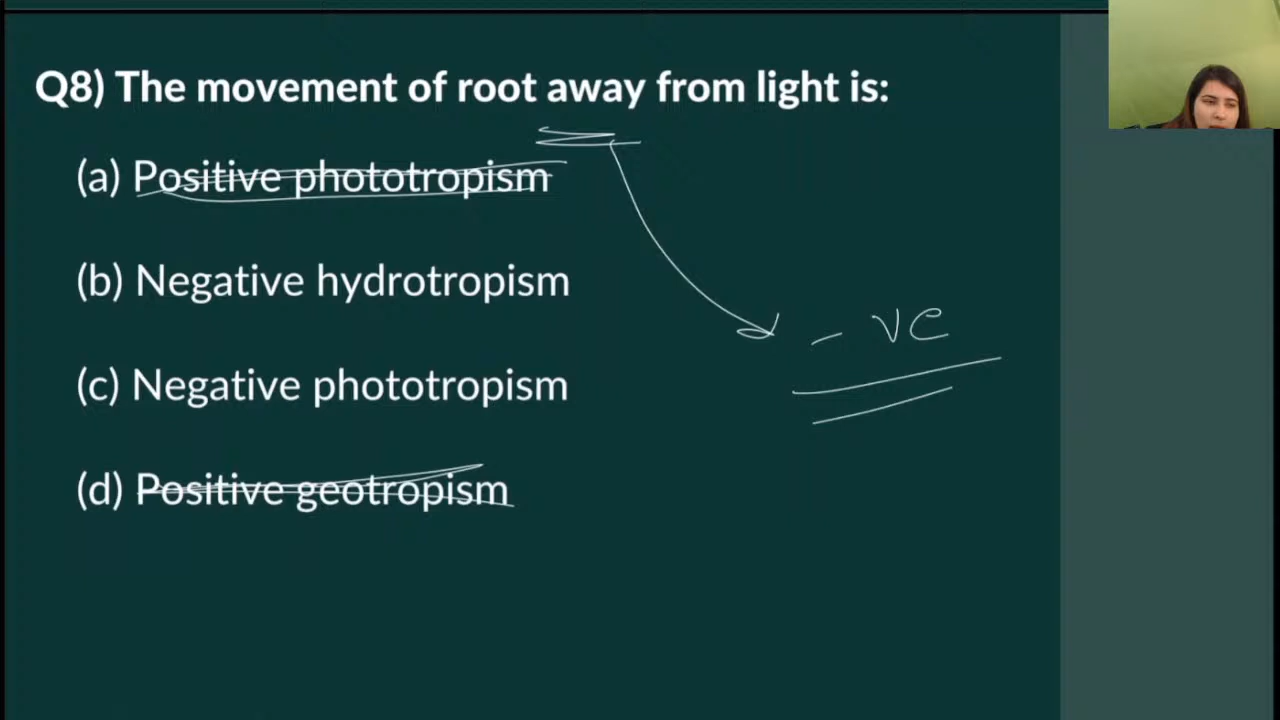 Q8) The movement of root away from light is:
(a) Positive phototropism
(b) Negative hydrotropism
- ve
(c) Negative phototropism
(d) Positive geotropism